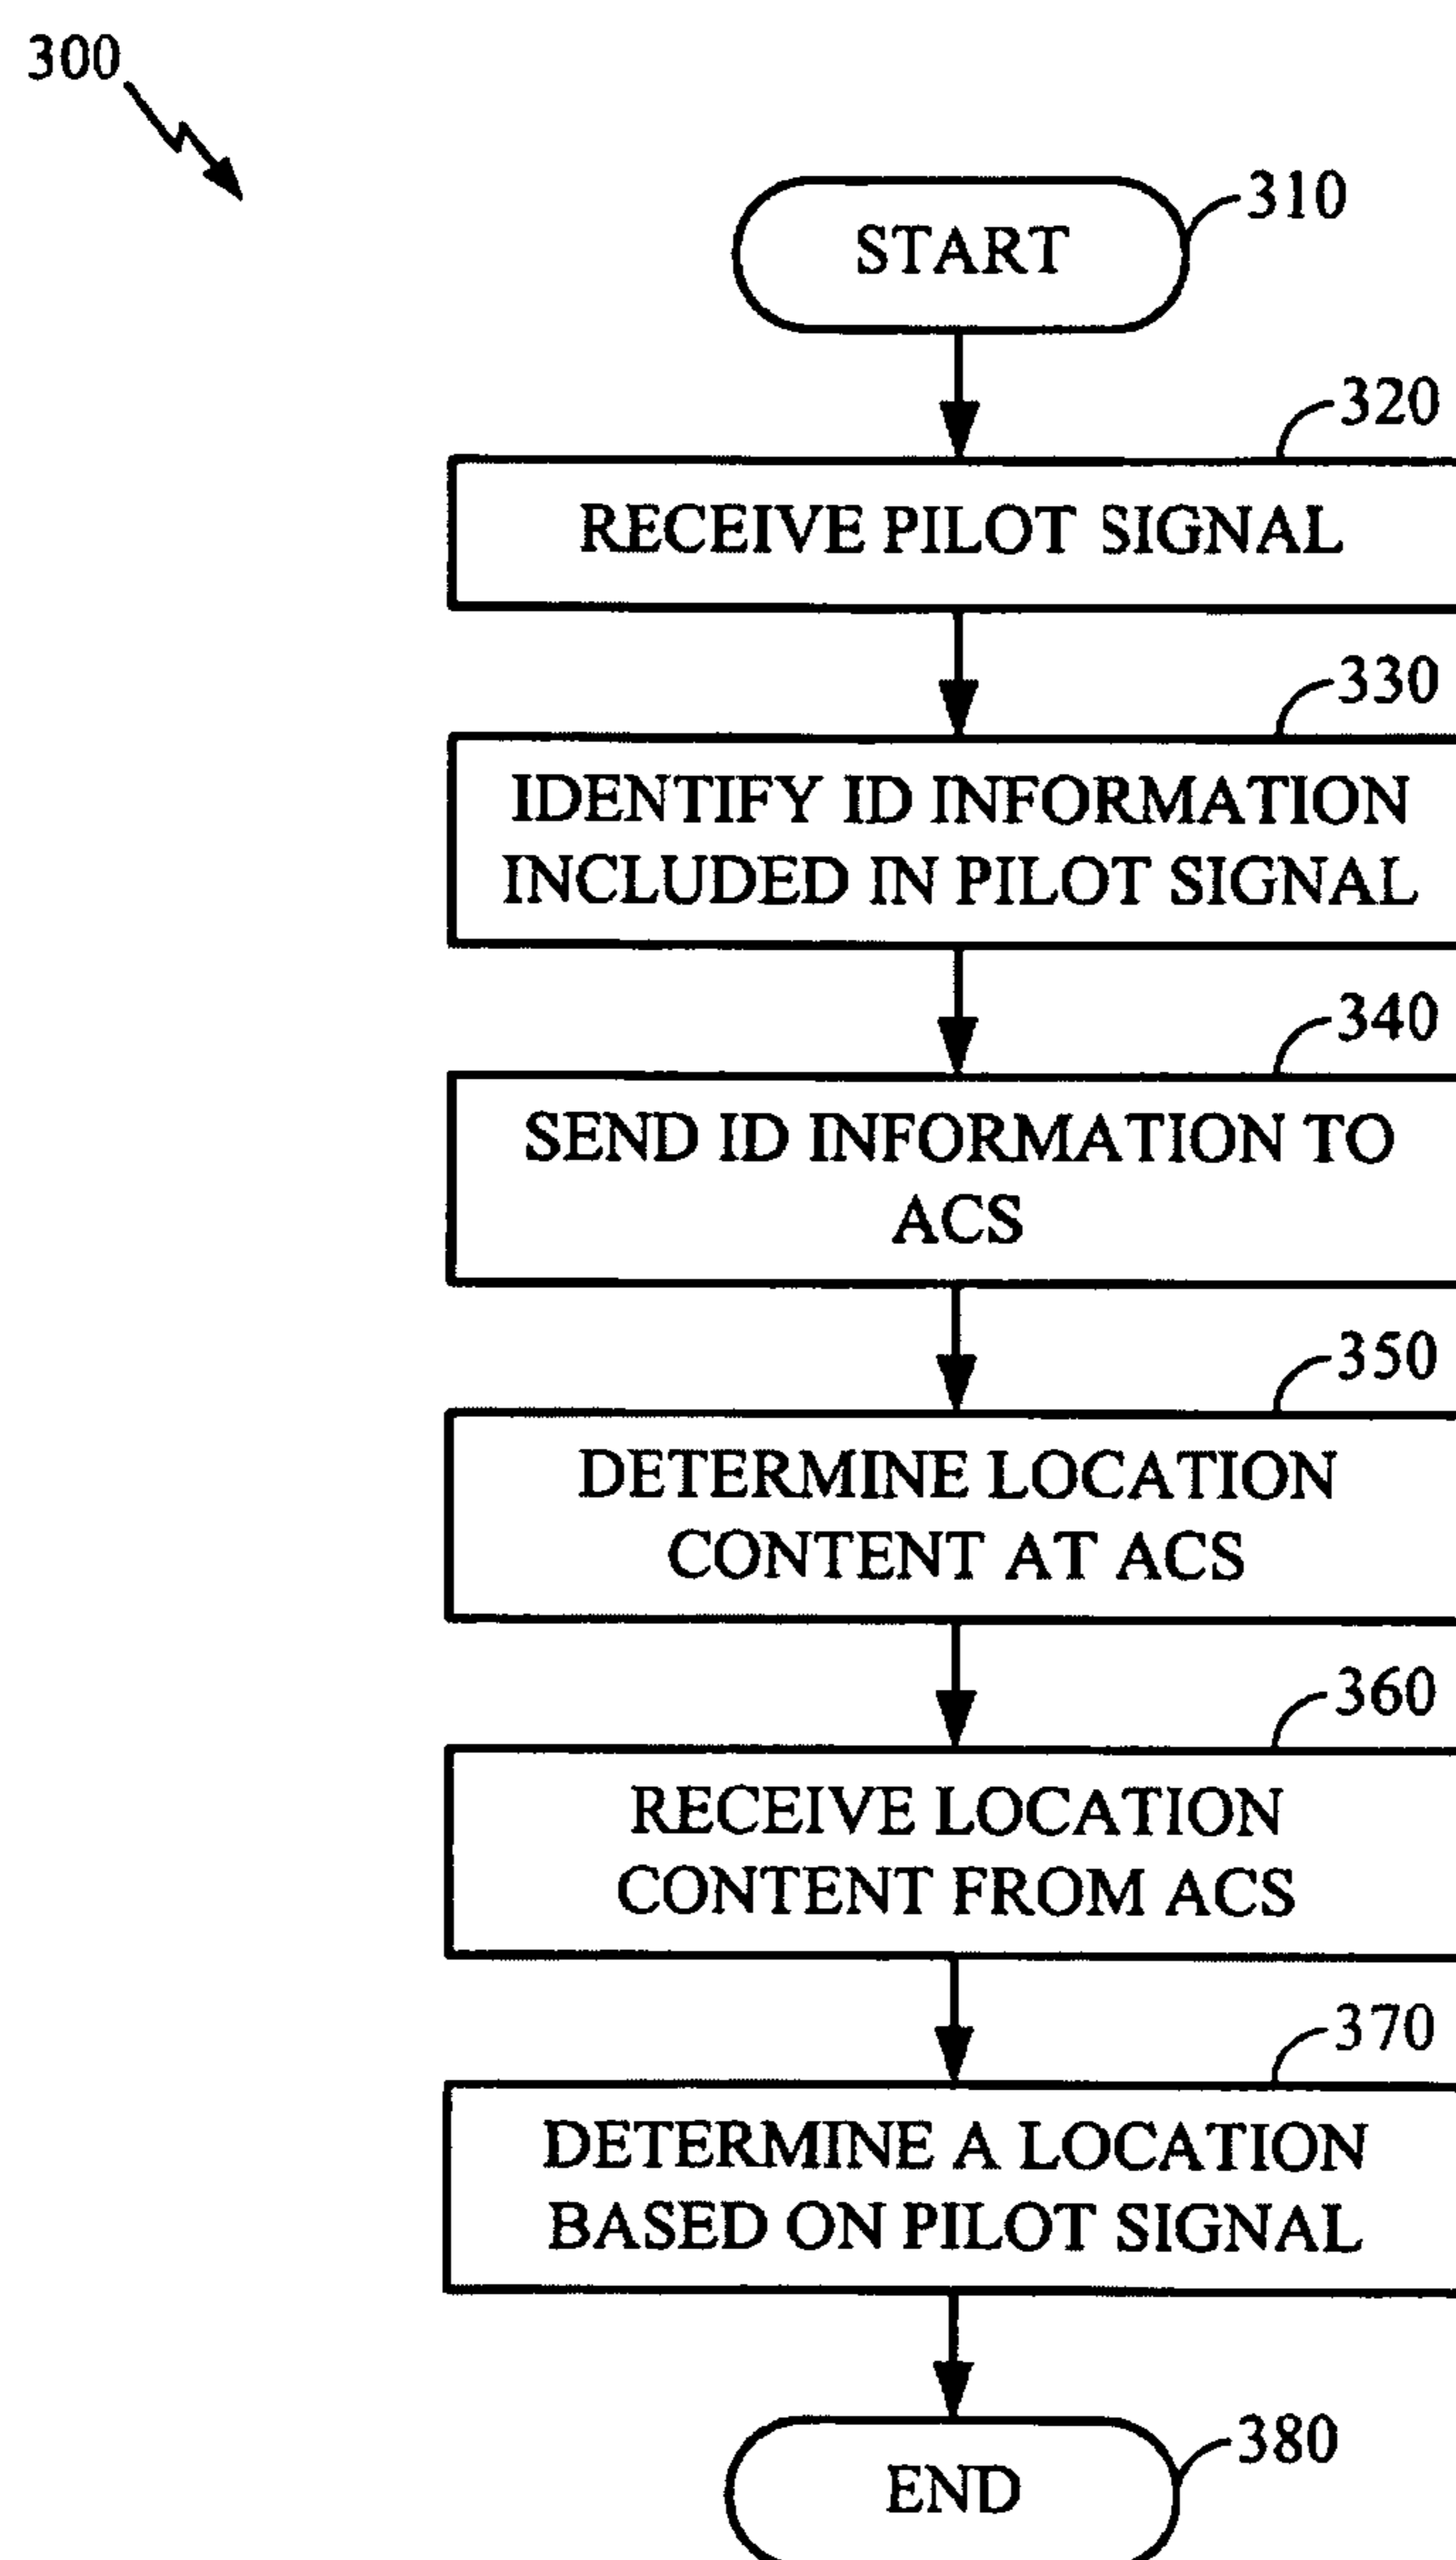 300
310
START
320
RECEIVE PILOT SIGNAL
330
IDENTIFY ID INFORMATION
INCLUDED IN PILOT SIGNAL
340
SEND ID INFORMATION TO
ACS
350
DETERMINE LOCATION
CONTENT AT ACS
360
RECEIVE LOCATION
CONTENT FROM ACS
370
DETERMINE A LOCATION
BASED ON PILOT SIGNAL
380
END